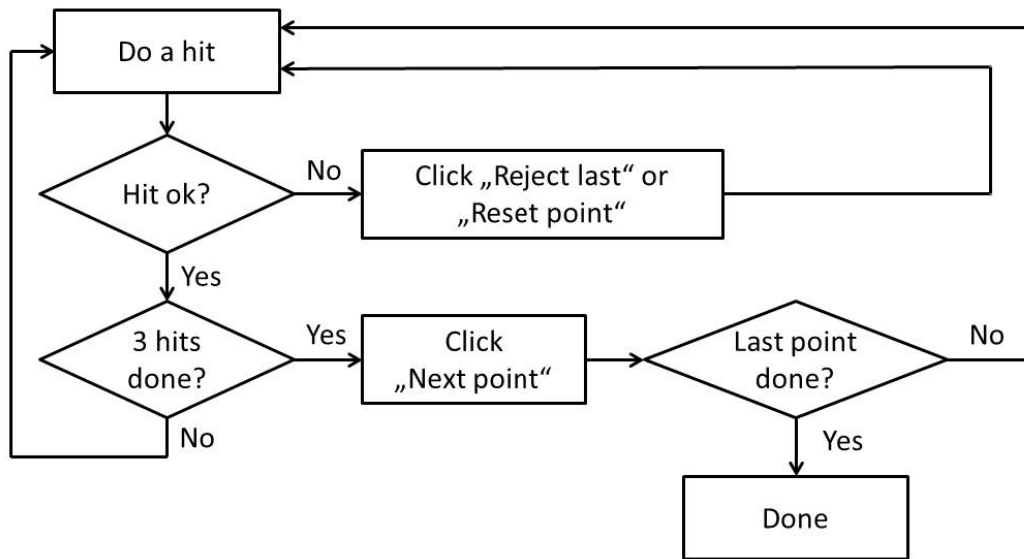 Do a hit
Hit ok?
No
Click „Reject last“ or
„Reset point“
Yes
3 hits
done?
Yes
Click
„Next point“
Last point
done?
No
No
Yes
Done